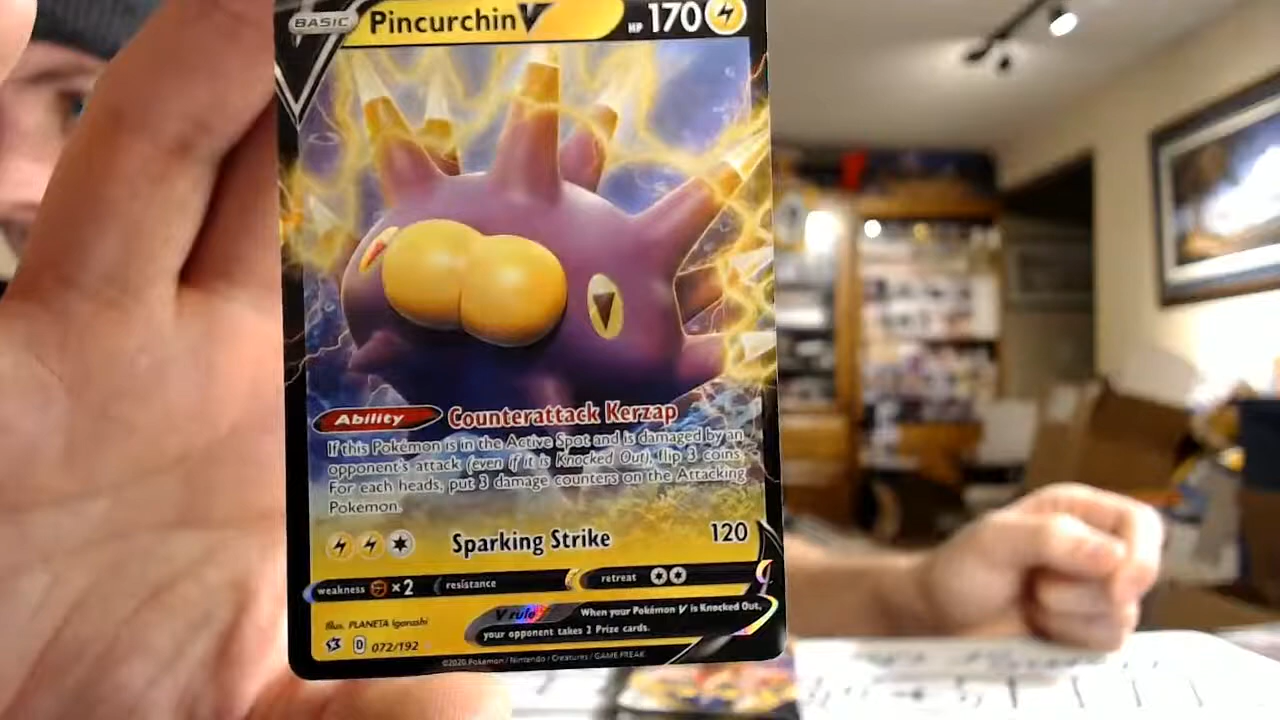 BASIC Pincurchin V HP 170
Ability Counterattack Kerzap
If this Pokémon is in the Active Spot and is damaged by an
opponent's attack (even if it is Knocked Out), flip 3 coins.
For each heads, put 3 damage counters on the Attacking
Pokémon.
Sparking Strike 120
weakness ×2 resistance retreat
V rule When your Pokémon V is Knocked Out,
your opponent takes 2 Prize cards.
Illus. PLANETA Igarashi
D 072/192
©2020 Pokémon / Nintendo / Creatures / GAME FREAK